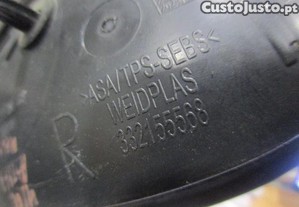 CustoJusto.pt
>ASA/TPS-SEBS<
WEIDPLAS
R
332155568